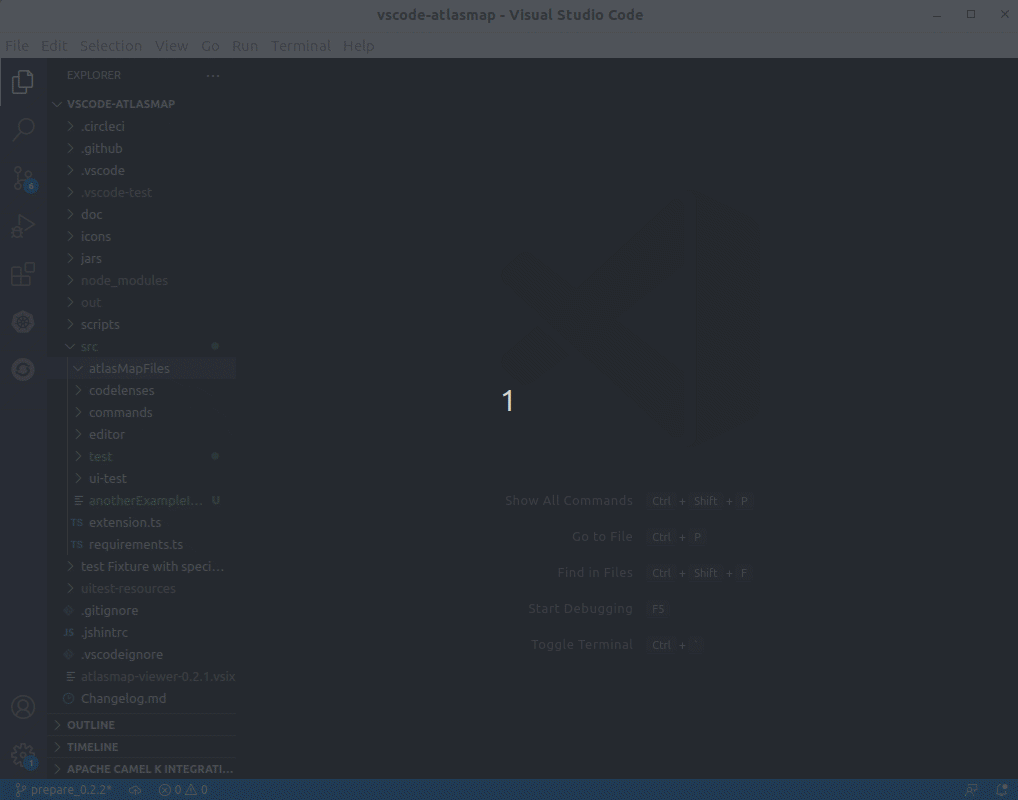 vscode-atlasmap - Visual Studio Code
File Edit Selection View Go Run Terminal Help
EXPLORER
VSCODE-ATLASMAP
.circleci
.github
.vscode
.vscode-test
doc
icons
jars
node_modules
out
scripts
src
atlasMapFiles
codelenses
commands
editor
test
ui-test
anotherExampleI... U
TS extension.ts
TS requirements.ts
test Fixture with speci...
uitest-resources
.gitignore
JS .jshintrc
.vscodeignore
atlasmap-viewer-0.2.1.vsix
Changelog.md
OUTLINE
TIMELINE
APACHE CAMEL K INTEGRATI...
6
1
1
Show All Commands Ctrl + Shift + P
Go to File Ctrl + P
Find in Files Ctrl + Shift + F
Start Debugging F5
Toggle Terminal Ctrl + `
prepare_0.2.2* 0 0